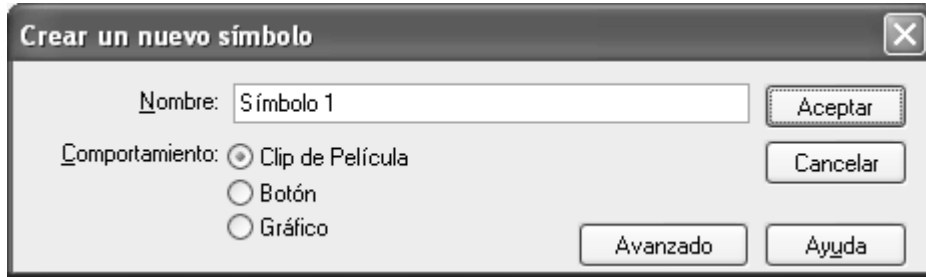 Crear un nuevo símbolo
Nombre: Símbolo 1 Aceptar
Comportamiento: Clip de Película Cancelar
Botón
Gráfico
Avanzado Ayuda